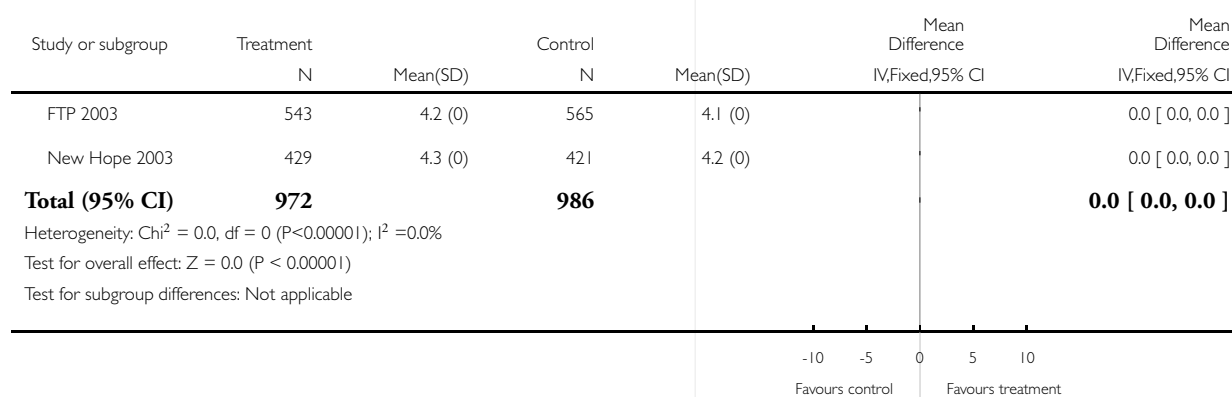 Mean Mean
Study or subgroup Treatment Control Difference Difference
N Mean(SD) N Mean(SD) IV,Fixed,95% CI IV,Fixed,95% CI
FTP 2003 543 4.2 (0) 565 4.1 (0) 0.0 [ 0.0, 0.0 ]
New Hope 2003 429 4.3 (0) 421 4.2 (0) 0.0 [ 0.0, 0.0 ]
Total (95% CI) 972 986 0.0 [ 0.0, 0.0 ]
Heterogeneity: Chi² = 0.0, df = 0 (P<0.00001); I² =0.0%
Test for overall effect: Z = 0.0 (P < 0.00001)
Test for subgroup differences: Not applicable
-10 -5 0 5 10
Favours control Favours treatment